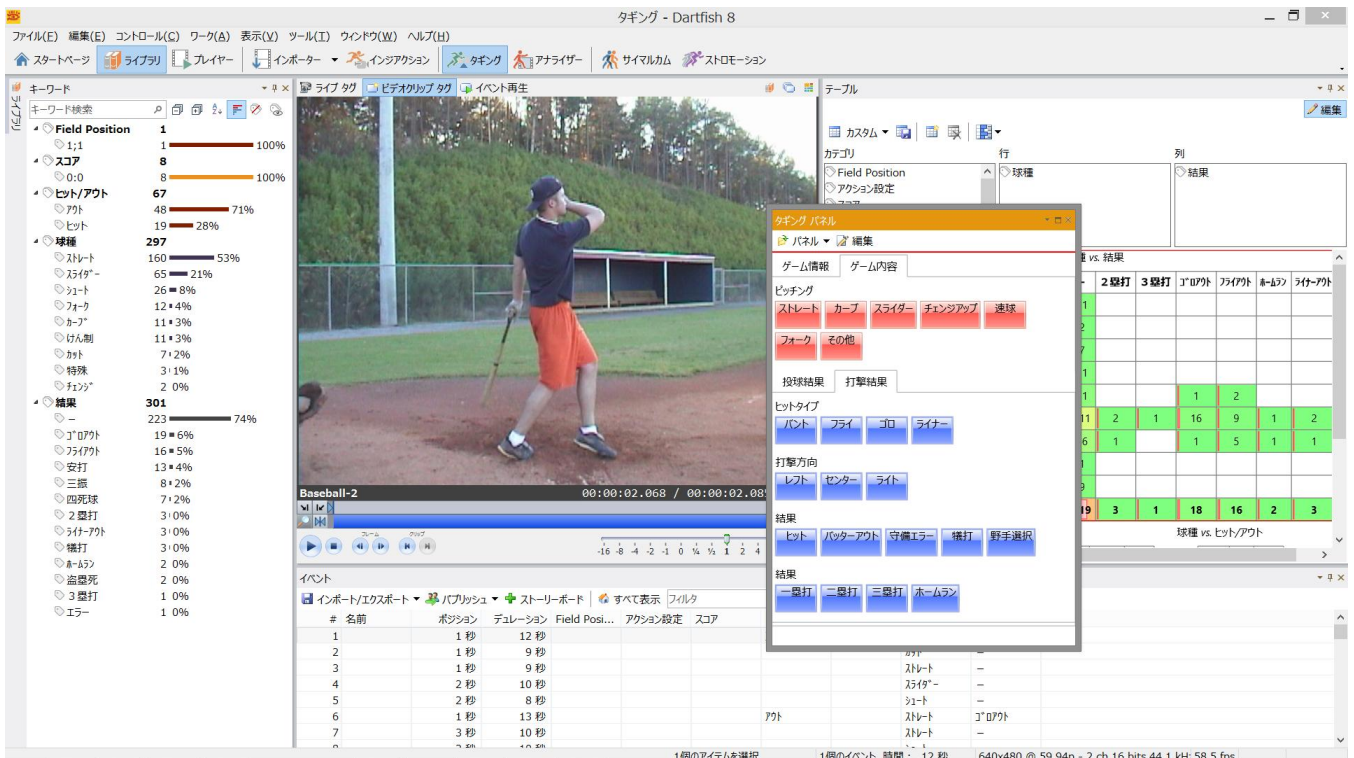 タギング - Dartfish 8
ファイル(F) 編集(E) コントロール(C) ワーク(A) 表示(V) ツール(T) ウィンドウ(W) ヘルプ(H)
スタートページ ライブラリ プレイヤー インポーター インジアクション タギング アナライザー サイマルカム ストロモーション
ライブラリ
キーワード
キーワード検索
Field Position 1
1;1 1 100%
スコア 8
0:0 8 100%
ヒット/アウト 67
アウト 48 71%
ヒット 19 28%
球種 297
ストレート 160 53%
スライダー 65 21%
シュート 26 8%
フォーク 12 4%
カーブ 11 3%
けん制 11 3%
カット 7 2%
特殊 3 1%
チェンジ 2 0%
結果 301
− 223 74%
ゴロアウト 19 6%
フライアウト 16 5%
安打 13 4%
三振 8 2%
四死球 7 2%
２塁打 3 0%
ライナーアウト 3 0%
犠打 3 0%
ホームラン 2 0%
盗塁死 2 0%
３塁打 1 0%
エラー 1 0%
ライブ タグ ビデオクリップ タグ イベント再生
Baseball-2 00:00:02.068 / 00:00:02.08
フレーム クリップ
-16 -8 -4 -2 -1 0 ¼ ½ 1 2 4
テーブル
編集
カスタム
カテゴリ 行 列
Field Position 球種 結果
アクション設定
vs. 結果
２塁打 ３塁打 ゴロアウト フライアウト ホームラン ライナーアウト
1 2
2 1 16 9 1 2
1 1 5 1 1
19 3 1 18 16 2 3
球種 vs. ヒット/アウト
タギング パネル
パネル 編集
ゲーム情報 ゲーム内容
ピッチング
ストレート カーブ スライダー チェンジアップ 速球
フォーク その他
投球結果 打撃結果
ヒットタイプ
バント フライ ゴロ ライナー
打撃方向
レフト センター ライト
結果
ヒット バッターアウト 守備エラー 犠打 野手選択
結果
一塁打 二塁打 三塁打 ホームラン
イベント
インポート/エクスポート パブリッシュ ストーリーボード すべて表示 フィルタ
# 名前 ポジション デュレーション Field Posi... アクション設定 スコア
1 1 秒 12 秒
2 1 秒 9 秒 カット −
3 1 秒 9 秒 ストレート −
4 2 秒 10 秒 スライダー −
5 2 秒 8 秒 シュート −
6 1 秒 13 秒 アウト ストレート ゴロアウト
7 3 秒 10 秒 ストレート −
1個のアイテムを選択 1個のイベント 時間： 12 秒 640x480 @ 59.94p - 2 ch 16 bits 44.1 kH: 58.5 fps